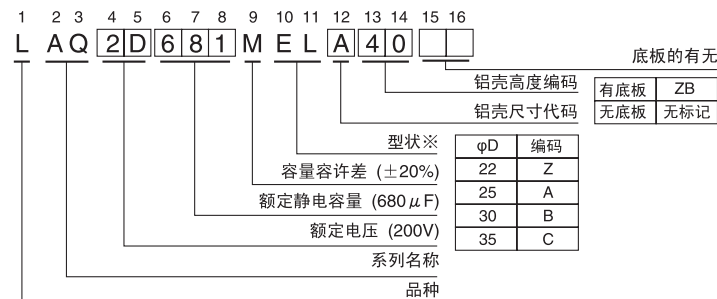 1 2 3 4 5 6 7 8 9 10 11 12 13 14 15 16
L A Q 2 D 6 8 1 M E L A 4 0
底板的有无
铝壳高度编码
有底板 ZB
铝壳尺寸代码
无底板 无标记
型状※
φD 编码
容量容许差 (±20%)
22 Z
25 A
额定静电容量 (680μF)
30 B
额定电压 (200V)
35 C
系列名称
品种